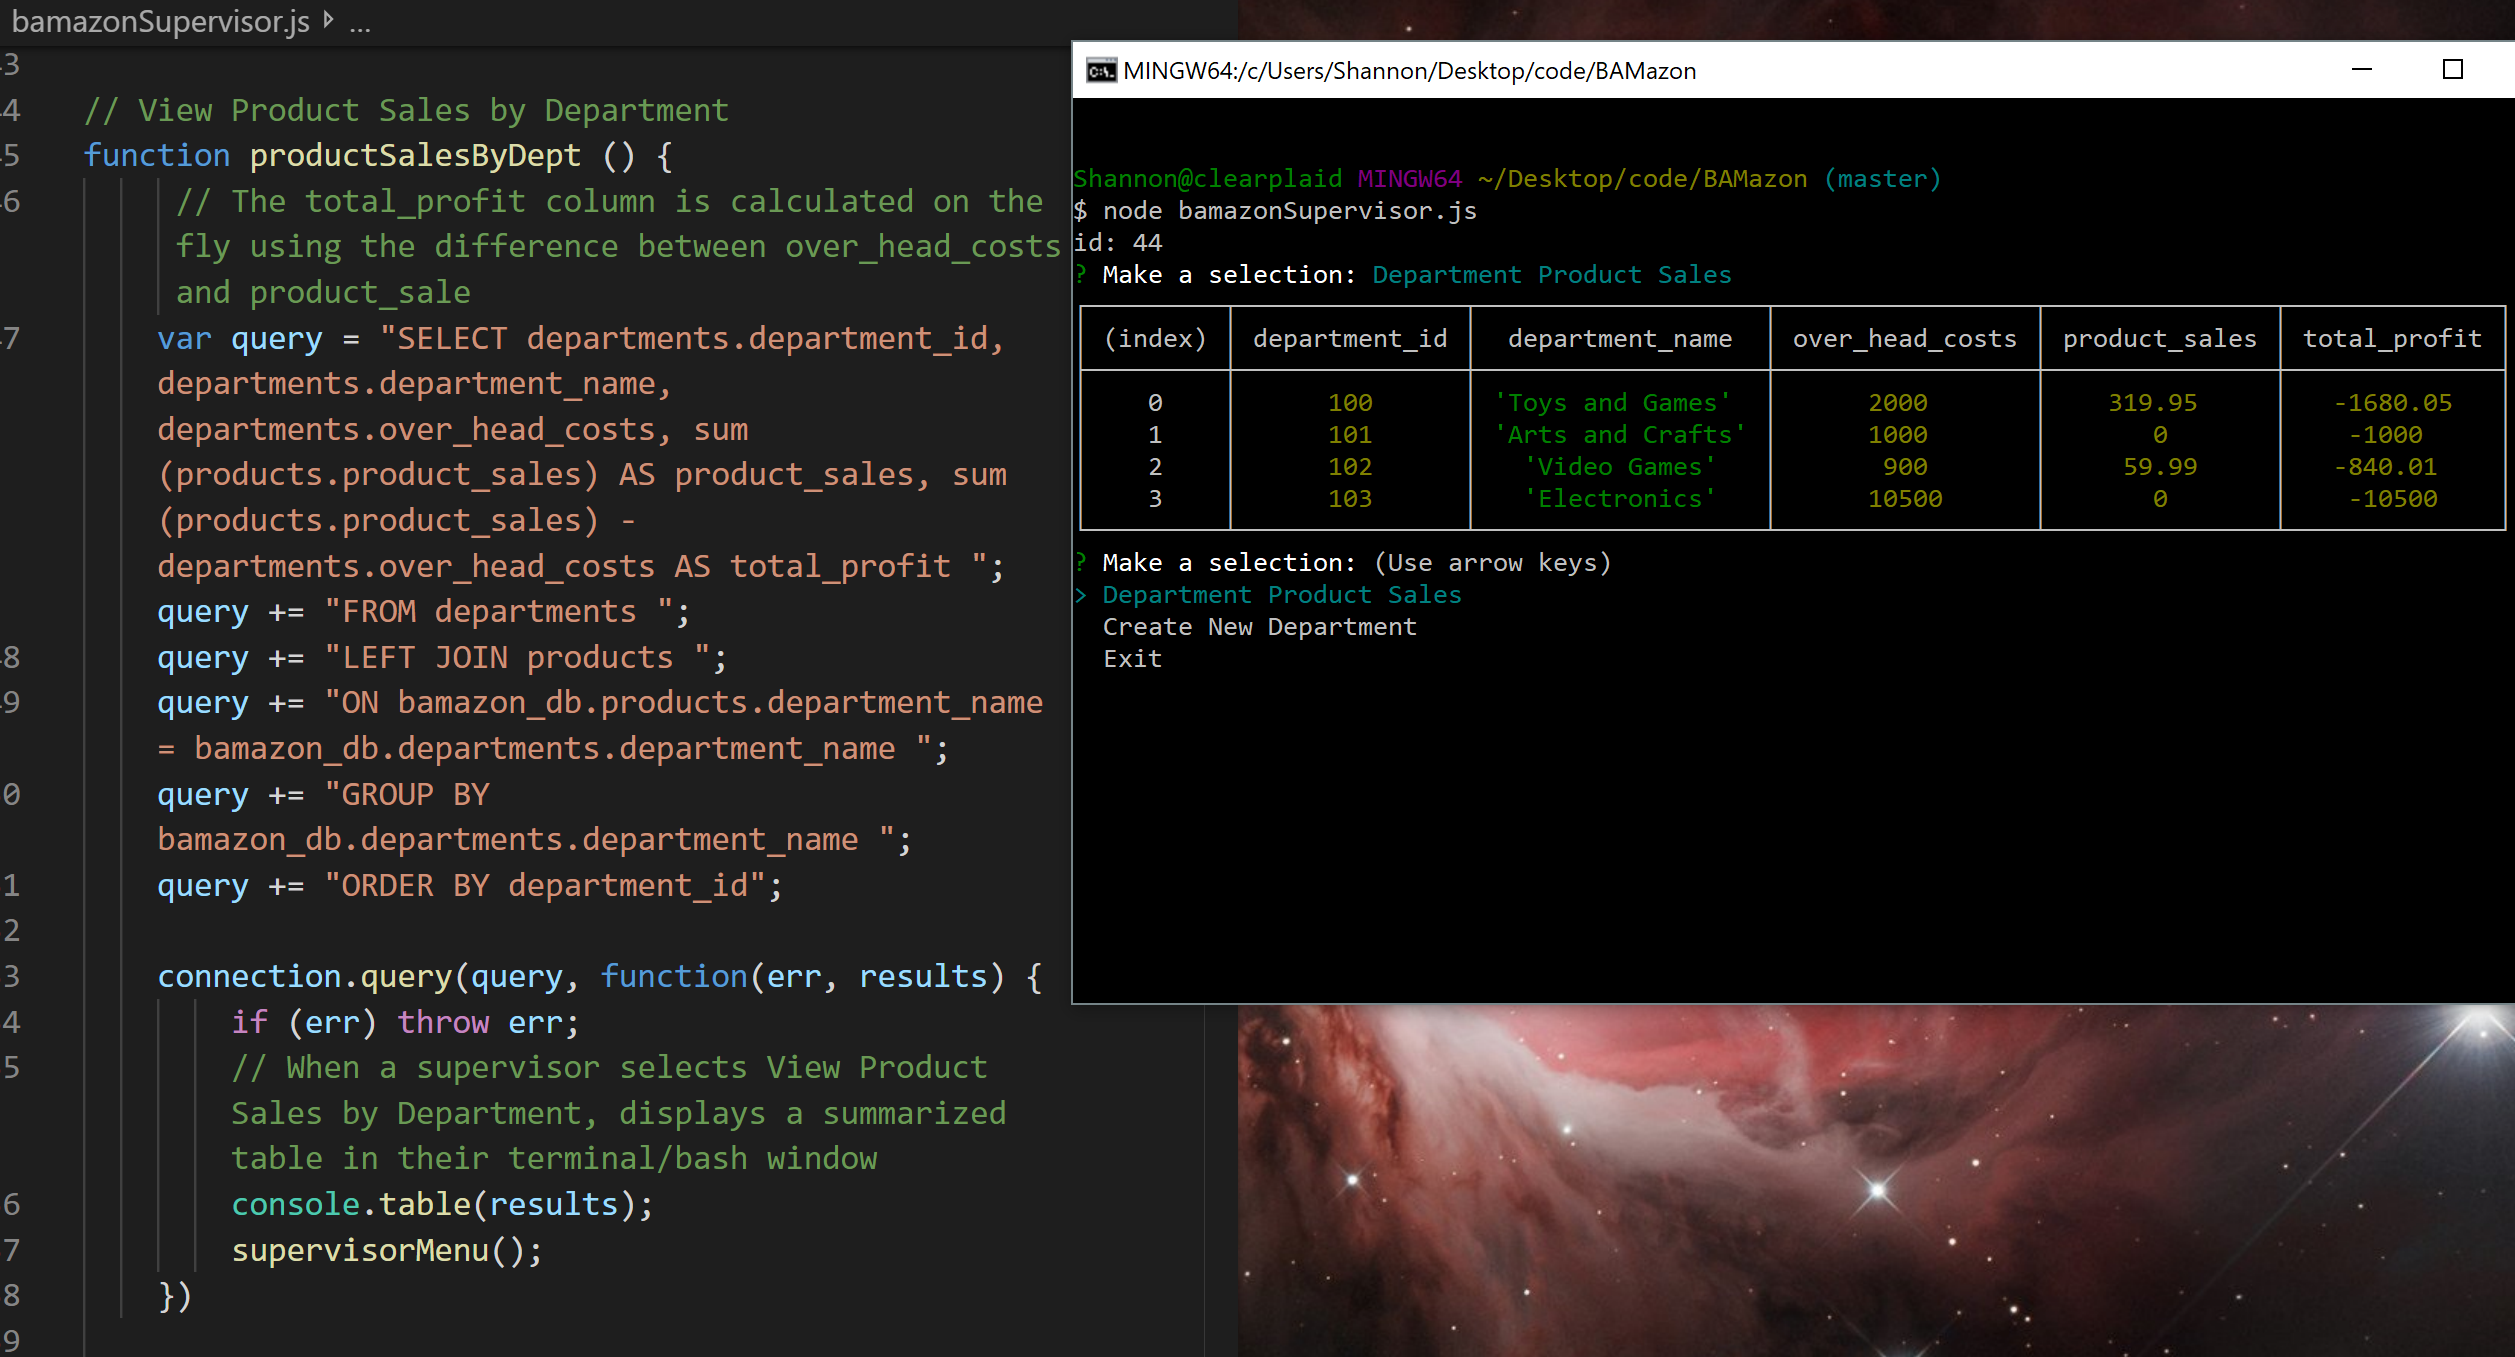 bamazonSupervisor.js ...
3
4 // View Product Sales by Department
5 function productSalesByDept () {
6 // The total_profit column is calculated on the
fly using the difference between over_head_costs
and product_sale
7 var query = "SELECT departments.department_id,
departments.department_name,
departments.over_head_costs, sum
(products.product_sales) AS product_sales, sum
(products.product_sales) -
departments.over_head_costs AS total_profit ";
query += "FROM departments ";
8 query += "LEFT JOIN products ";
9 query += "ON bamazon_db.products.department_name
= bamazon_db.departments.department_name ";
0 query += "GROUP BY
bamazon_db.departments.department_name ";
1 query += "ORDER BY department_id";
2
3 connection.query(query, function(err, results) {
4 if (err) throw err;
5 // When a supervisor selects View Product
Sales by Department, displays a summarized
table in their terminal/bash window
6 console.table(results);
7 supervisorMenu();
8 })
9
MINGW64:/c/Users/Shannon/Desktop/code/BAMazon
Shannon@clearplaid MINGW64 ~/Desktop/code/BAMazon (master)
$ node bamazonSupervisor.js
id: 44
? Make a selection: Department Product Sales
(index) department_id department_name over_head_costs product_sales total_profit
0 100 'Toys and Games' 2000 319.95 -1680.05
1 101 'Arts and Crafts' 1000 0 -1000
2 102 'Video Games' 900 59.99 -840.01
3 103 'Electronics' 10500 0 -10500
? Make a selection: (Use arrow keys)
> Department Product Sales
Create New Department
Exit